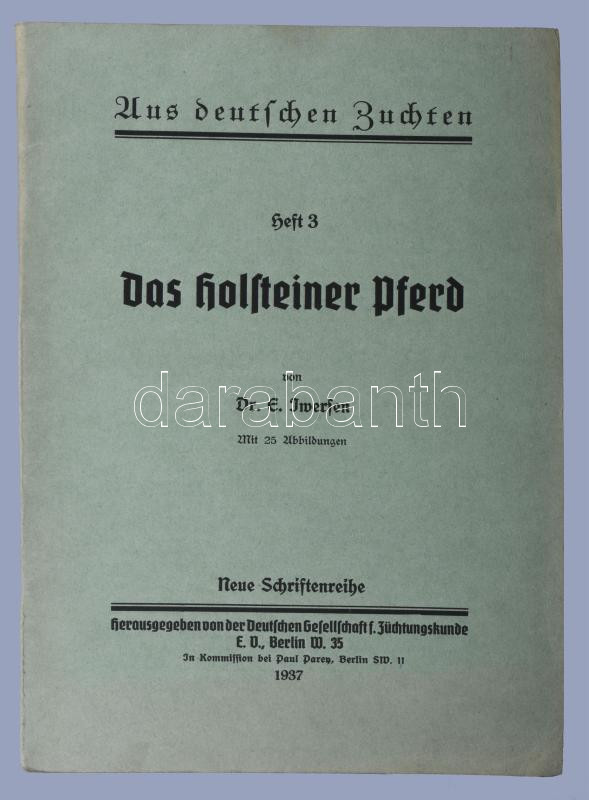 Aus deutschen Zuchten
Heft 3
Das Holsteiner Pferd
von
darabanth
Dr. E. Iwersen
Mit 25 Abbildungen
Neue Schriftenreihe
Herausgegeben von der Deutschen Gesellschaft f. Züchtungskunde
E. V., Berlin W. 35
In Kommission bei Paul Parey, Berlin SW. 11
1937